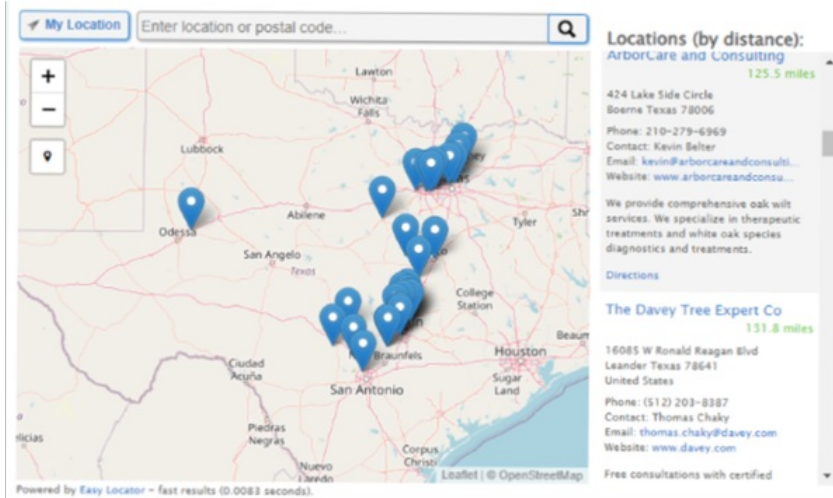 My Location
Enter location or postal code...
Locations (by distance):
ArborCare and Consulting
125.5 miles
424 Lake Side Circle
Boerne Texas 78006
Phone: 210-279-6969
Contact: Kevin Belter
Email: kevin@arborcareandconsulti...
Website: www.arborcareandconsu...
We provide comprehensive oak wilt
services. We specialize in therapeutic
treatments and white oak species
diagnostics and treatments.
Directions
The Davey Tree Expert Co
131.8 miles
16085 W Ronald Reagan Blvd
Leander Texas 78641
United States
Phone: (512) 203-8387
Contact: Thomas Chaky
Email: thomas.chaky@davey.com
Website: www.davey.com
Free consultations with certified
+
−
Lawton
Wichita
Falls
Lubbock
Abilene
Odessa
Tyler
San Angelo
Texas
College
Station
Braunfels
Houston
Beaum
Sugar
Land
San Antonio
Ciudad
Acuña
Piedras
Negras
elicias
Corpus
Christi
Nuevo
Laredo
Leaflet | © OpenStreetMap
Powered by Easy Locator - fast results (0.0083 seconds).